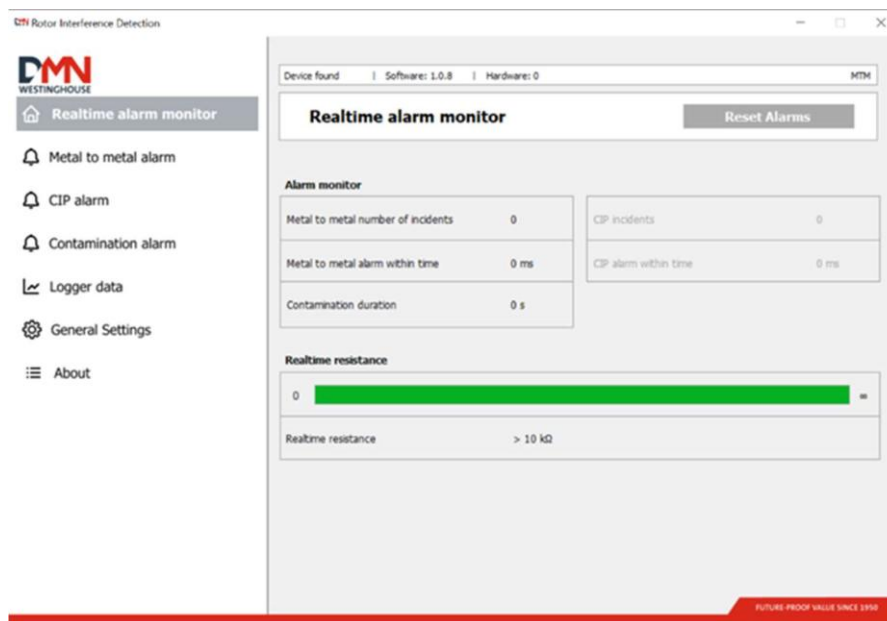 DMN Rotor Interference Detection
DMN
WESTINGHOUSE
Realtime alarm monitor
Metal to metal alarm
CIP alarm
Contamination alarm
Logger data
General Settings
About
Device found | Software: 1.0.8 | Hardware: 0 MTM
Realtime alarm monitor Reset Alarms
Alarm monitor
Metal to metal number of incidents 0 CIP incidents 0
Metal to metal alarm within time 0 ms CIP alarm within time 0 ms
Contamination duration 0 s
Realtime resistance
0 ∞
Realtime resistance > 10 kΩ
FUTURE-PROOF VALUE SINCE 1950